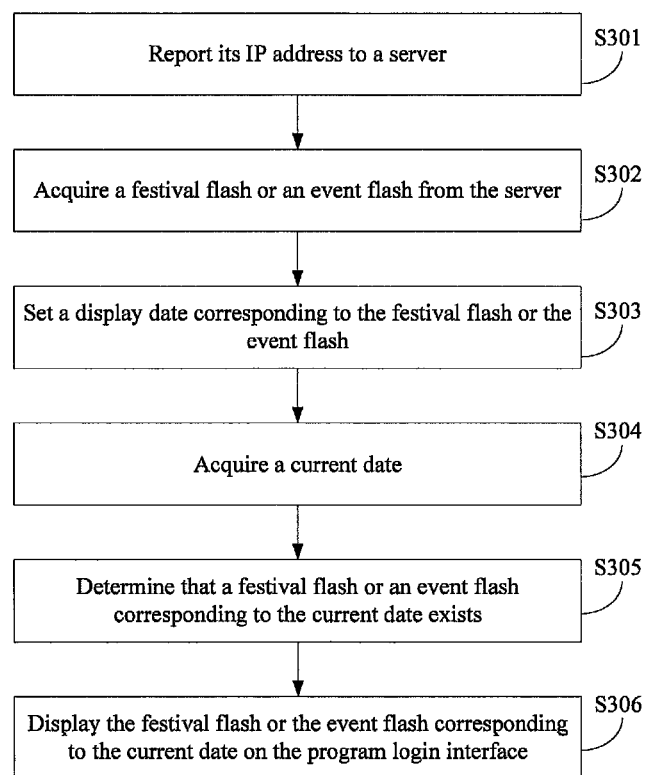 S301
Report its IP address to a server
S302
Acquire a festival flash or an event flash from the server
S303
Set a display date corresponding to the festival flash or the
event flash
S304
Acquire a current date
S305
Determine that a festival flash or an event flash
corresponding to the current date exists
S306
Display the festival flash or the event flash corresponding
to the current date on the program login interface